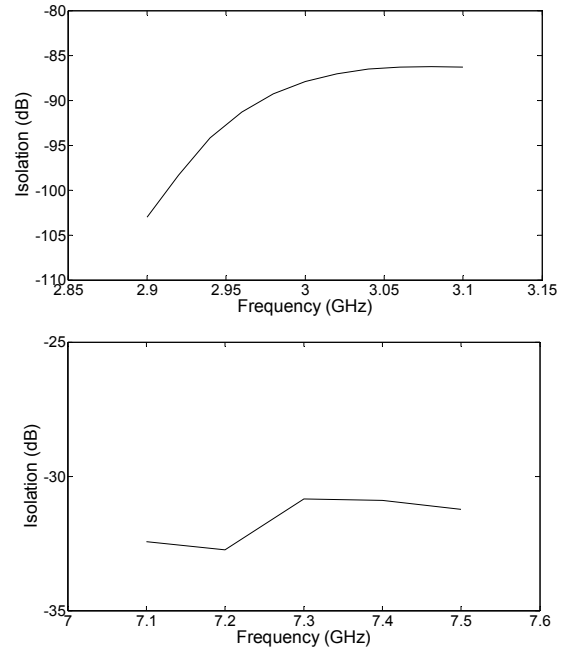 -80
-85
-90
-95
-100
-105
-110
Isolation (dB)
2.85 2.9 2.95 3 3.05 3.1 3.15
Frequency (GHz)
-25
-30
-35
Isolation (dB)
7 7.1 7.2 7.3 7.4 7.5 7.6
Frequency (GHz)